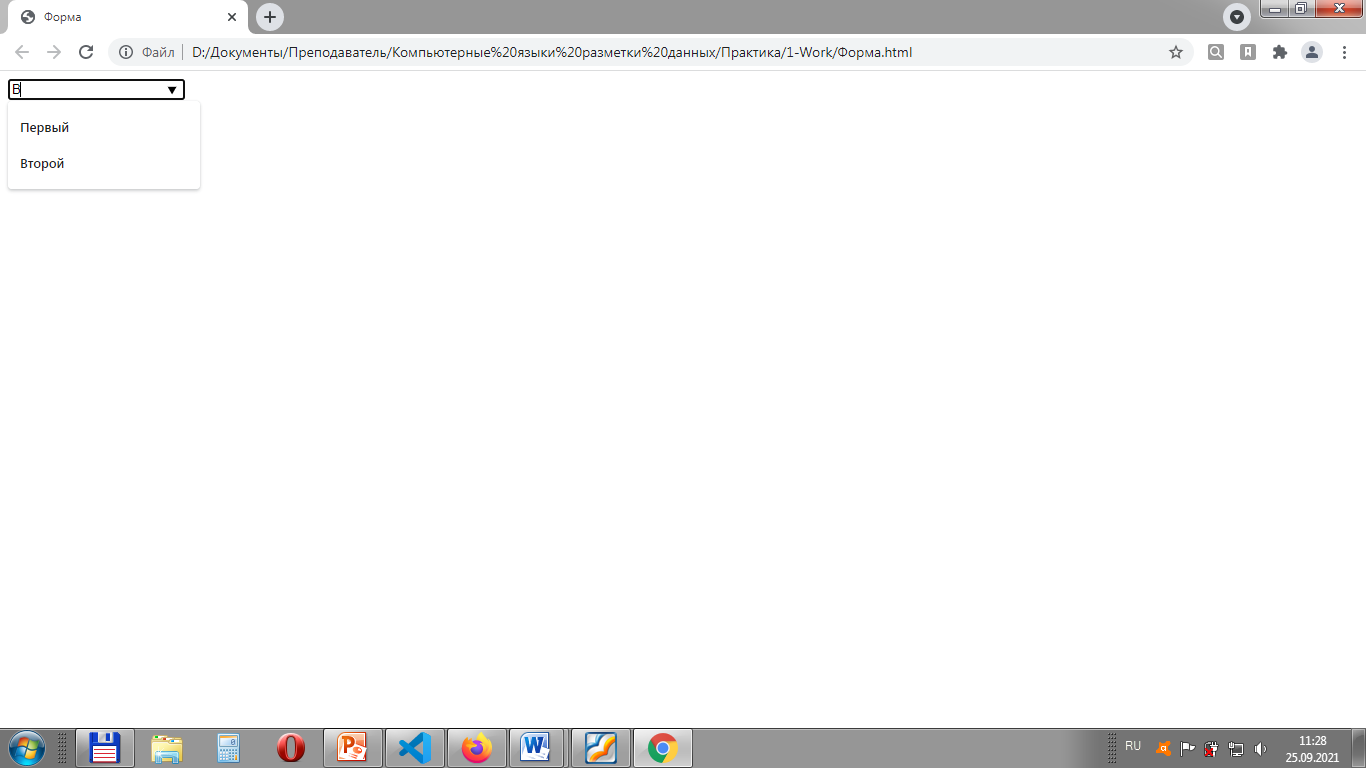 Форма
Файл
D:/Документы/Преподаватель/Компьютерные%20языки%20разметки%20данных/Практика/1-Work/Форма.html
В
Первый
Второй
RU
11:28
25.09.2021